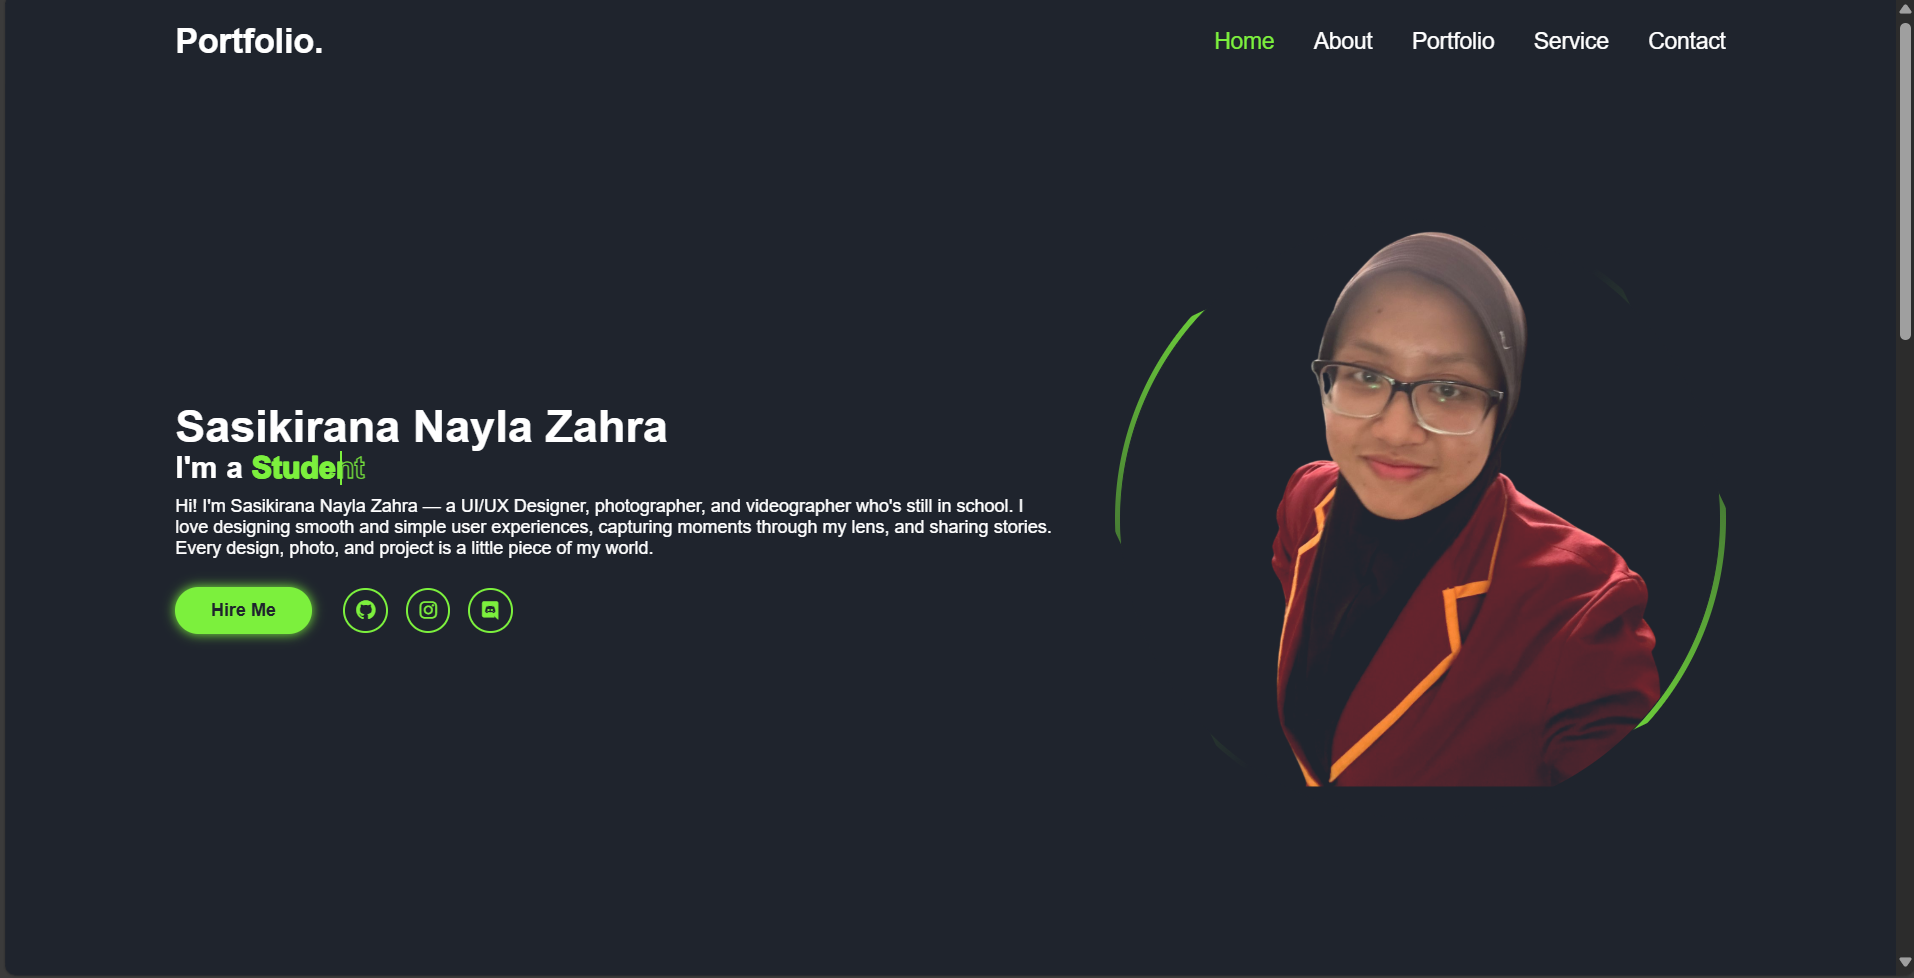 Portfolio.
Home About Portfolio Service Contact
Sasikirana Nayla Zahra
I'm a Student
Hi! I'm Sasikirana Nayla Zahra — a UI/UX Designer, photographer, and videographer who's still in school. I
love designing smooth and simple user experiences, capturing moments through my lens, and sharing stories.
Every design, photo, and project is a little piece of my world.
Hire Me